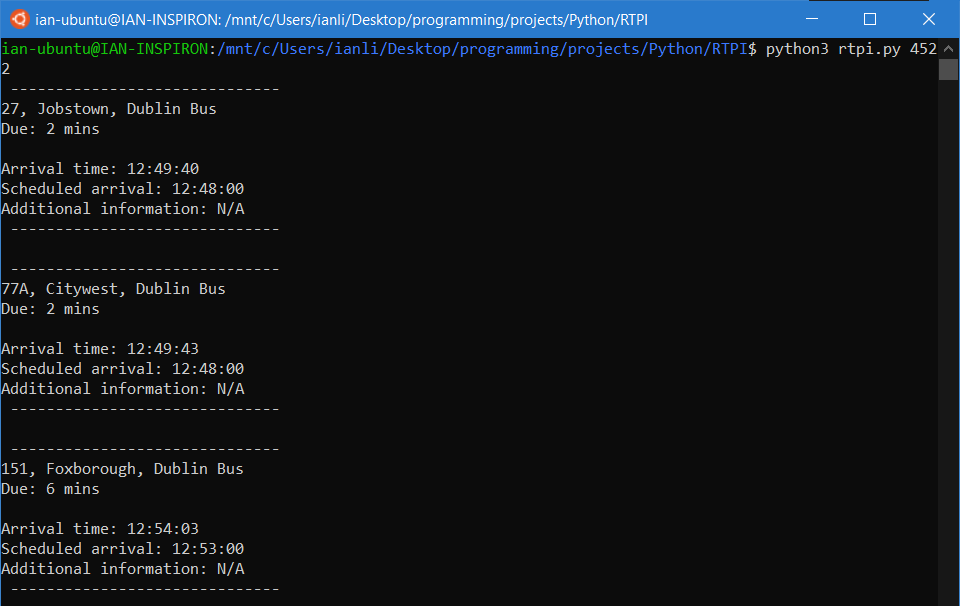 ian-ubuntu@IAN-INSPIRON: /mnt/c/Users/ianli/Desktop/programming/projects/Python/RTPI
ian-ubuntu@IAN-INSPIRON:/mnt/c/Users/ianli/Desktop/programming/projects/Python/RTPI$ python3 rtpi.py 452
2
------------------------------
27, Jobstown, Dublin Bus
Due: 2 mins
Arrival time: 12:49:40
Scheduled arrival: 12:48:00
Additional information: N/A
------------------------------
------------------------------
77A, Citywest, Dublin Bus
Due: 2 mins
Arrival time: 12:49:43
Scheduled arrival: 12:48:00
Additional information: N/A
------------------------------
------------------------------
151, Foxborough, Dublin Bus
Due: 6 mins
Arrival time: 12:54:03
Scheduled arrival: 12:53:00
Additional information: N/A
------------------------------